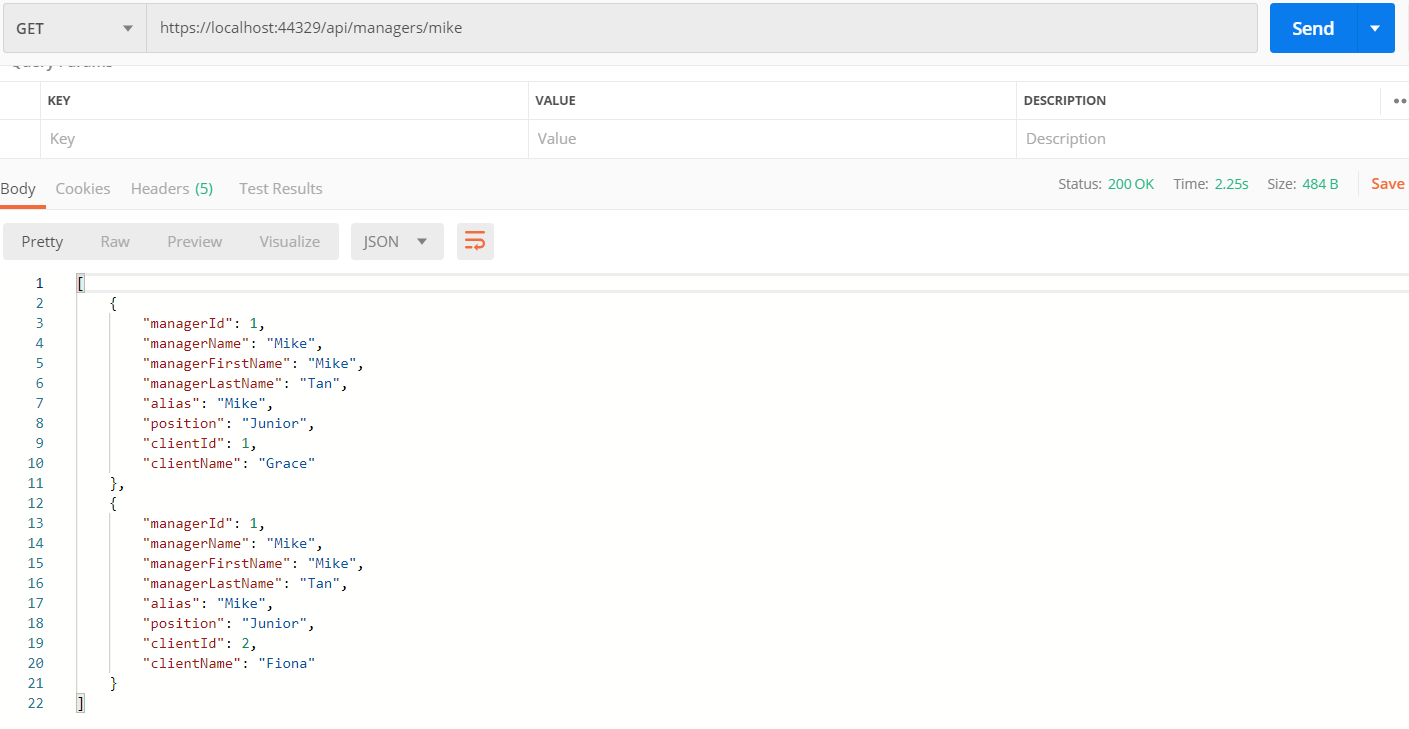 GET https://localhost:44329/api/managers/mike Send
KEY VALUE DESCRIPTION
Key Value Description
Body Cookies Headers (5) Test Results Status: 200 OK Time: 2.25s Size: 484 B Save
Pretty Raw Preview Visualize JSON
1 [
2 {
3 "managerId": 1,
4 "managerName": "Mike",
5 "managerFirstName": "Mike",
6 "managerLastName": "Tan",
7 "alias": "Mike",
8 "position": "Junior",
9 "clientId": 1,
10 "clientName": "Grace"
11 },
12 {
13 "managerId": 1,
14 "managerName": "Mike",
15 "managerFirstName": "Mike",
16 "managerLastName": "Tan",
17 "alias": "Mike",
18 "position": "Junior",
19 "clientId": 2,
20 "clientName": "Fiona"
21 }
22 ]